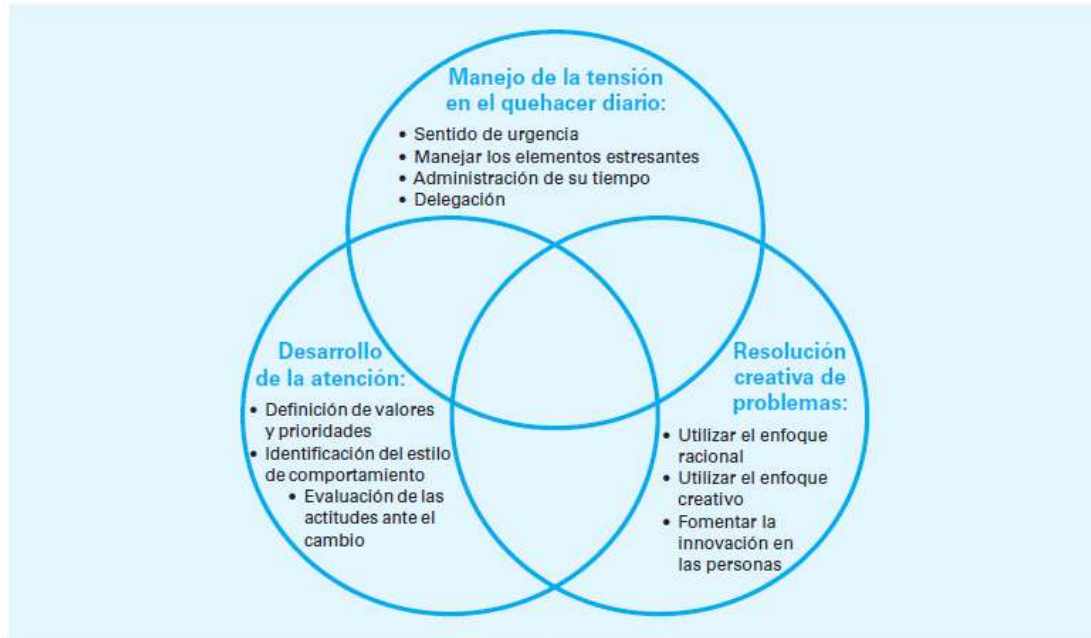 Manejo de la tensión
en el quehacer diario:
• Sentido de urgencia
• Manejar los elementos estresantes
• Administración de su tiempo
• Delegación
Desarrollo
de la atención:
• Definición de valores
y prioridades
• Identificación del estilo
de comportamiento
• Evaluación de las
actitudes ante el
cambio
Resolución
creativa de
problemas:
• Utilizar el enfoque
racional
• Utilizar el enfoque
creativo
• Fomentar la
innovación en
las personas